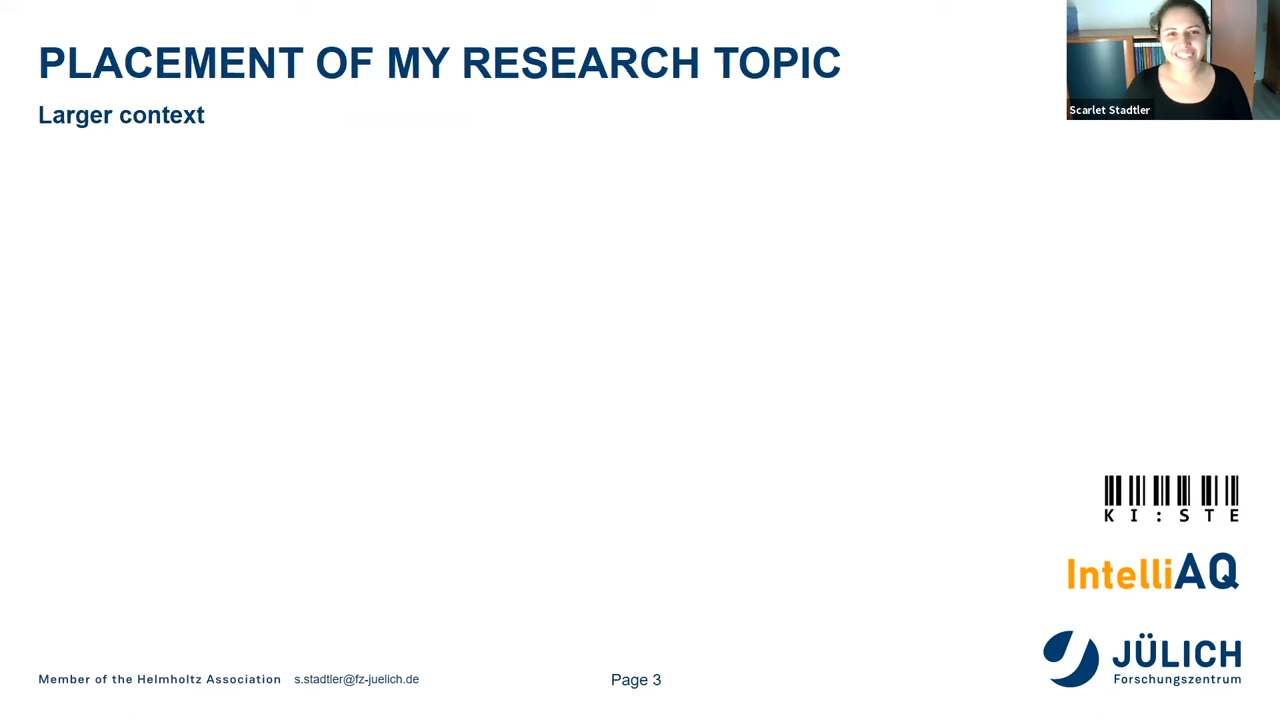 PLACEMENT OF MY RESEARCH TOPIC
Larger context
Scarlet Stadtler
KI:STE
IntelliAQ
JÜLICH
Forschungszentrum
Member of the Helmholtz Association s.stadtler@fz-juelich.de
Page 3